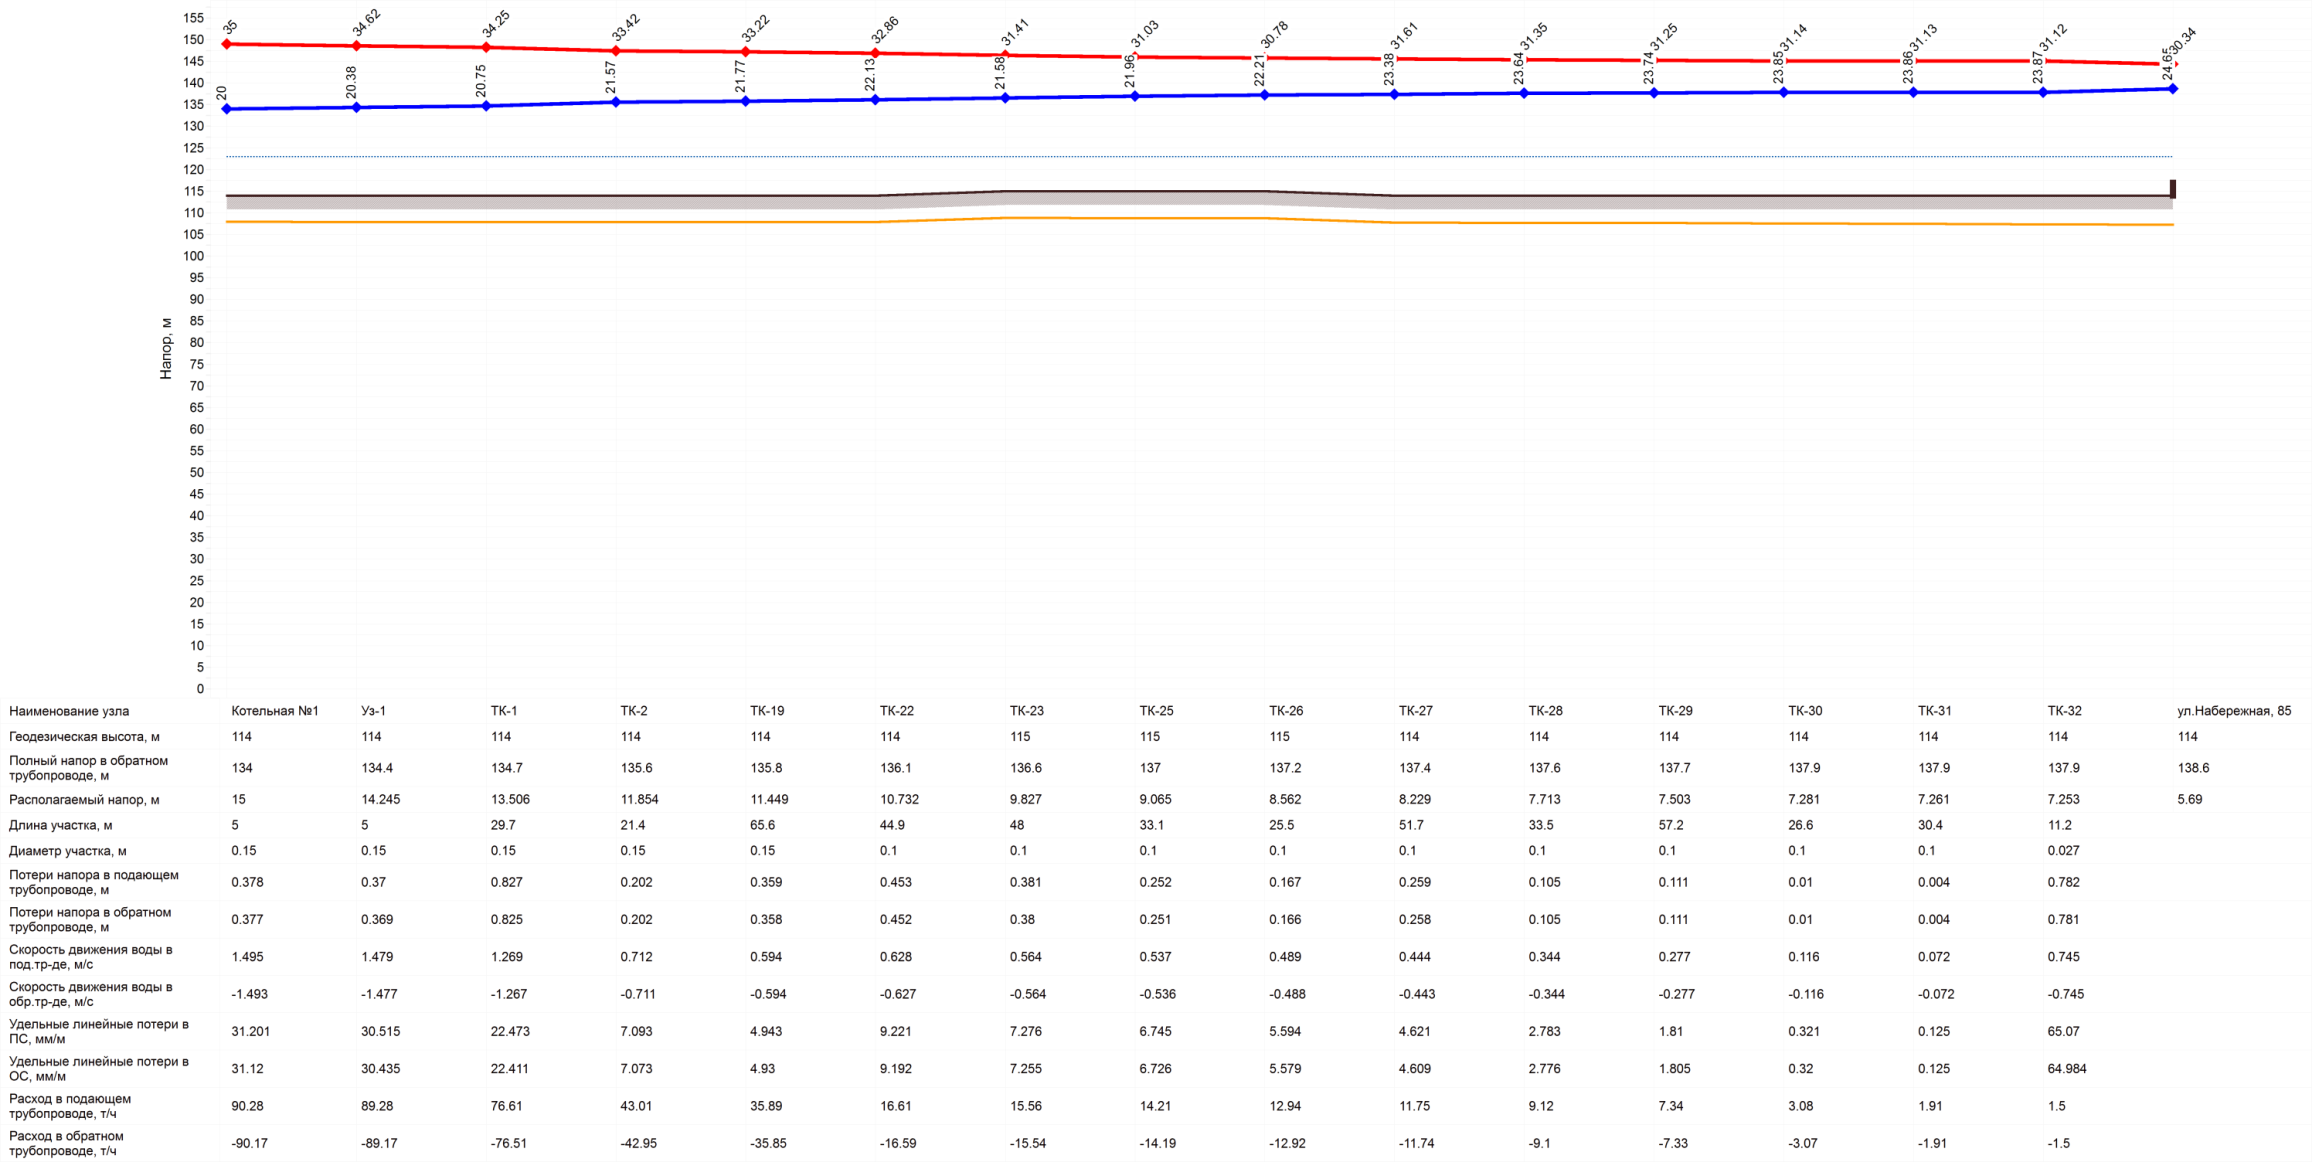 155
150
145
140
135
130
125
120
115
110
105
100
95
90
85
80
75
70
65
60
55
50
45
40
35
30
25
20
15
10
5
0
Напор, м
35 34.62 34.25 33.42 33.22 32.86 31.41 31.03 30.78 31.61 31.35 31.25 31.14 31.13 31.12 30.34
20 20.38 20.75 21.57 21.77 22.13 21.58 21.96 22.21 23.38 23.64 23.74 23.85 23.86 23.87 24.65
Наименование узла Котельная №1 Уз-1 ТК-1 ТК-2 ТК-19 ТК-22 ТК-23 ТК-25 ТК-26 ТК-27 ТК-28 ТК-29 ТК-30 ТК-31 ТК-32 ул.Набережная, 85
Геодезическая высота, м 114 114 114 114 114 114 115 115 115 114 114 114 114 114 114 114
Полный напор в обратном
трубопроводе, м 134 134.4 134.7 135.6 135.8 136.1 136.6 137 137.2 137.4 137.6 137.7 137.9 137.9 137.9 138.6
Располагаемый напор, м 15 14.245 13.506 11.854 11.449 10.732 9.827 9.065 8.562 8.229 7.713 7.503 7.281 7.261 7.253 5.69
Длина участка, м 5 5 29.7 21.4 65.6 44.9 48 33.1 25.5 51.7 33.5 57.2 26.6 30.4 11.2
Диаметр участка, м 0.15 0.15 0.15 0.15 0.15 0.1 0.1 0.1 0.1 0.1 0.1 0.1 0.1 0.1 0.027
Потери напора в подающем
трубопроводе, м 0.378 0.37 0.827 0.202 0.359 0.453 0.381 0.252 0.167 0.259 0.105 0.111 0.01 0.004 0.782
Потери напора в обратном
трубопроводе, м 0.377 0.369 0.825 0.202 0.358 0.452 0.38 0.251 0.166 0.258 0.105 0.111 0.01 0.004 0.781
Скорость движения воды в
под.тр-де, м/с 1.495 1.479 1.269 0.712 0.594 0.628 0.564 0.537 0.489 0.444 0.344 0.277 0.116 0.072 0.745
Скорость движения воды в
обр.тр-де, м/с -1.493 -1.477 -1.267 -0.711 -0.594 -0.627 -0.564 -0.536 -0.488 -0.443 -0.344 -0.277 -0.116 -0.072 -0.745
Удельные линейные потери в
ПС, мм/м 31.201 30.515 22.473 7.093 4.943 9.221 7.276 6.745 5.594 4.621 2.783 1.81 0.321 0.125 65.07
Удельные линейные потери в
ОС, мм/м 31.12 30.435 22.411 7.073 4.93 9.192 7.255 6.726 5.579 4.609 2.776 1.805 0.32 0.125 64.984
Расход в подающем
трубопроводе, т/ч 90.28 89.28 76.61 43.01 35.89 16.61 15.56 14.21 12.94 11.75 9.12 7.34 3.08 1.91 1.5
Расход в обратном
трубопроводе, т/ч -90.17 -89.17 -76.51 -42.95 -35.85 -16.59 -15.54 -14.19 -12.92 -11.74 -9.1 -7.33 -3.07 -1.91 -1.5